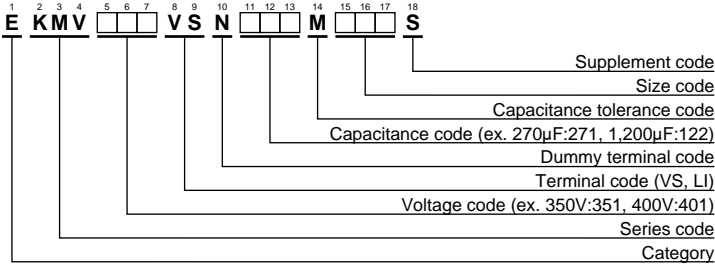 1 2 3 4 5 6 7 8 9 10 11 12 13 14 15 16 17 18
E KMV VS N M S
Supplement code
Size code
Capacitance tolerance code
Capacitance code (ex. 270µF:271, 1,200µF:122)
Dummy terminal code
Terminal code (VS, LI)
Voltage code (ex. 350V:351, 400V:401)
Series code
Category